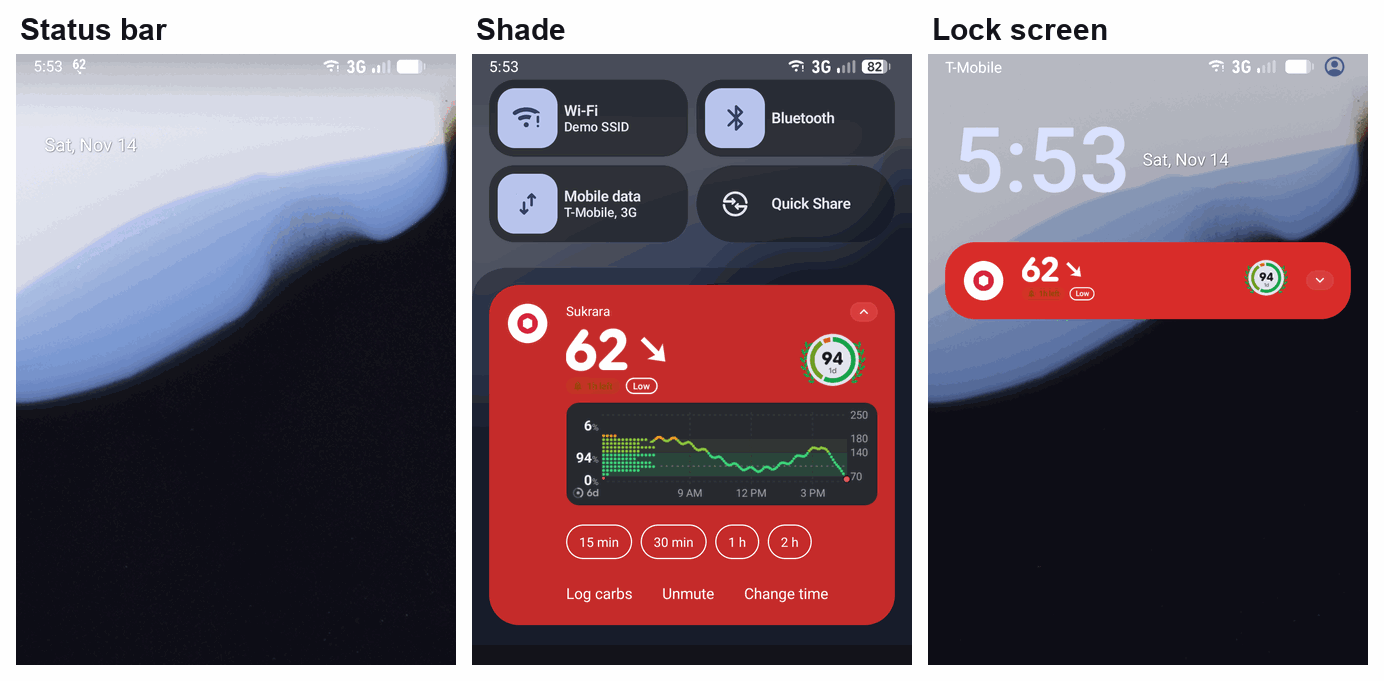 Status bar
5:53 62
3G
Sat, Nov 14
Shade
5:53
3G 82
Wi-Fi
Demo SSID
Bluetooth
Mobile data
T-Mobile, 3G
Quick Share
Sukrara
62
94
1d
Low
250
6%
180
94%
140
0%
70
6d
9 AM 12 PM 3 PM
15 min 30 min 1 h 2 h
Log carbs Unmute Change time
Lock screen
T-Mobile
3G
5:53 Sat, Nov 14
62
94
1d
Low